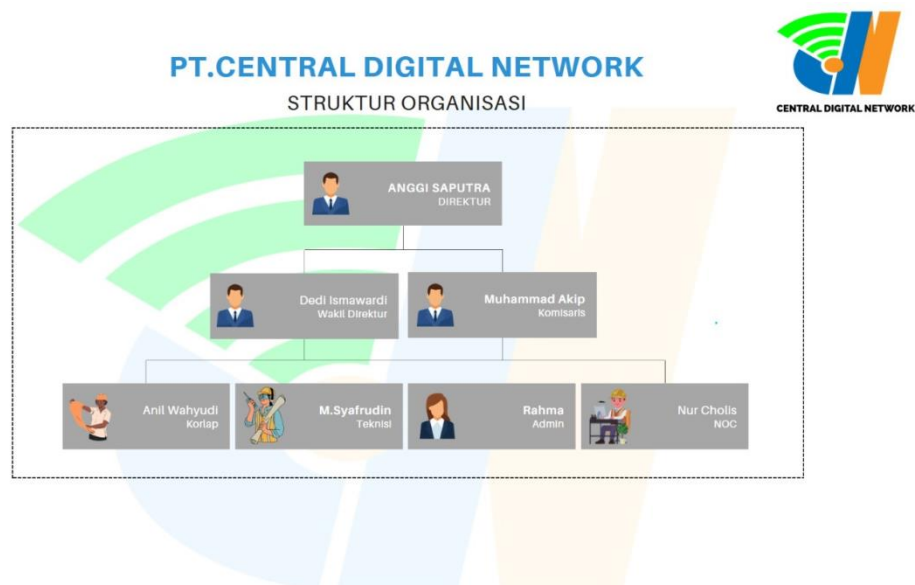 PT.CENTRAL DIGITAL NETWORK
STRUKTUR ORGANISASI
CENTRAL DIGITAL NETWORK
ANGGI SAPUTRA
DIREKTUR
Dedi Ismawardi
Wakil Direktur
Muhammad Akip
Komisaris
Anil Wahyudi
Korlap
M.Syafrudin
Teknisi
Rahma
Admin
Nur Cholis
NOC